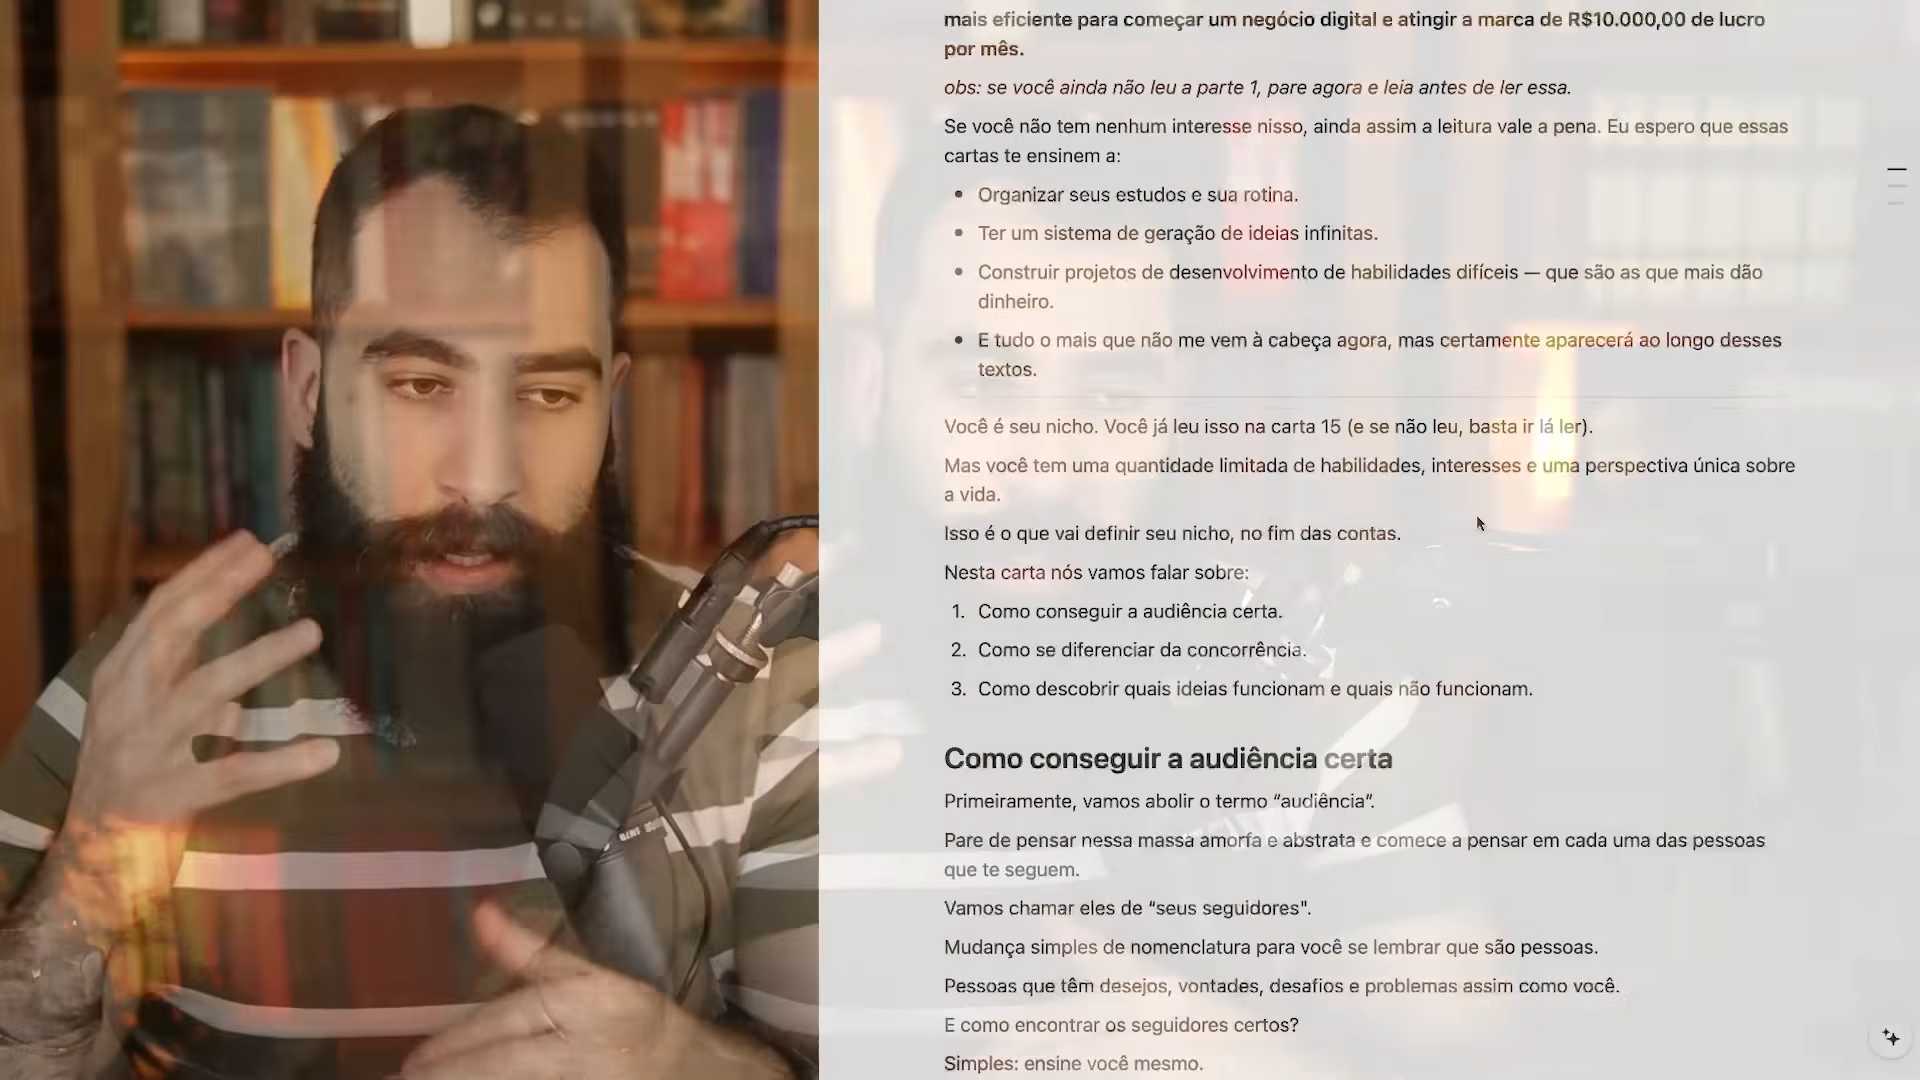 mais eficiente para começar um negócio digital e atingir a marca de R$10.000,00 de lucro
por mês.
obs: se você ainda não leu a parte 1, pare agora e leia antes de ler essa.
Se você não tem nenhum interesse nisso, ainda assim a leitura vale a pena. Eu espero que essas
cartas te ensinem a:
• Organizar seus estudos e sua rotina.
• Ter um sistema de geração de ideias infinitas.
• Construir projetos de desenvolvimento de habilidades difíceis — que são as que mais dão
dinheiro.
• E tudo o mais que não me vem à cabeça agora, mas certamente aparecerá ao longo desses
textos.
Você é seu nicho. Você já leu isso na carta 15 (e se não leu, basta ir lá ler).
Mas você tem uma quantidade limitada de habilidades, interesses e uma perspectiva única sobre
a vida.
Isso é o que vai definir seu nicho, no fim das contas.
Nesta carta nós vamos falar sobre:
1. Como conseguir a audiência certa.
2. Como se diferenciar da concorrência.
3. Como descobrir quais ideias funcionam e quais não funcionam.
Como conseguir a audiência certa
Primeiramente, vamos abolir o termo “audiência”.
Pare de pensar nessa massa amorfa e abstrata e comece a pensar em cada uma das pessoas
que te seguem.
Vamos chamar eles de “seus seguidores".
Mudança simples de nomenclatura para você se lembrar que são pessoas.
Pessoas que têm desejos, vontades, desafios e problemas assim como você.
E como encontrar os seguidores certos?
Simples: ensine você mesmo.